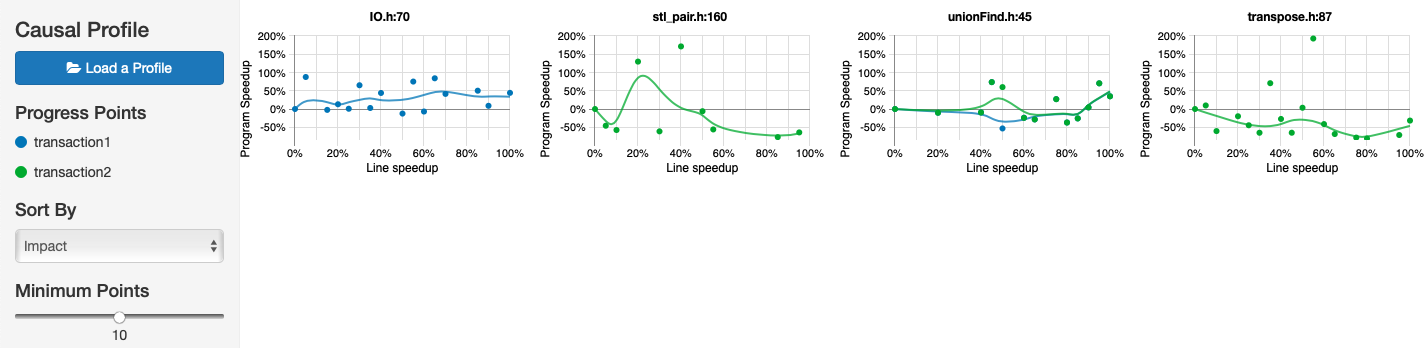 Causal Profile
Load a Profile
Progress Points
transaction1
transaction2
Sort By
Impact
Minimum Points
10
IO.h:70
Program Speedup
200%
150%
100%
50%
0%
-50%
0% 20% 40% 60% 80% 100%
Line speedup
stl_pair.h:160
Program Speedup
200%
150%
100%
50%
0%
-50%
0% 20% 40% 60% 80% 100%
Line speedup
unionFind.h:45
Program Speedup
200%
150%
100%
50%
0%
-50%
0% 20% 40% 60% 80% 100%
Line speedup
transpose.h:87
Program Speedup
200%
150%
100%
50%
0%
-50%
0% 20% 40% 60% 80% 100%
Line speedup